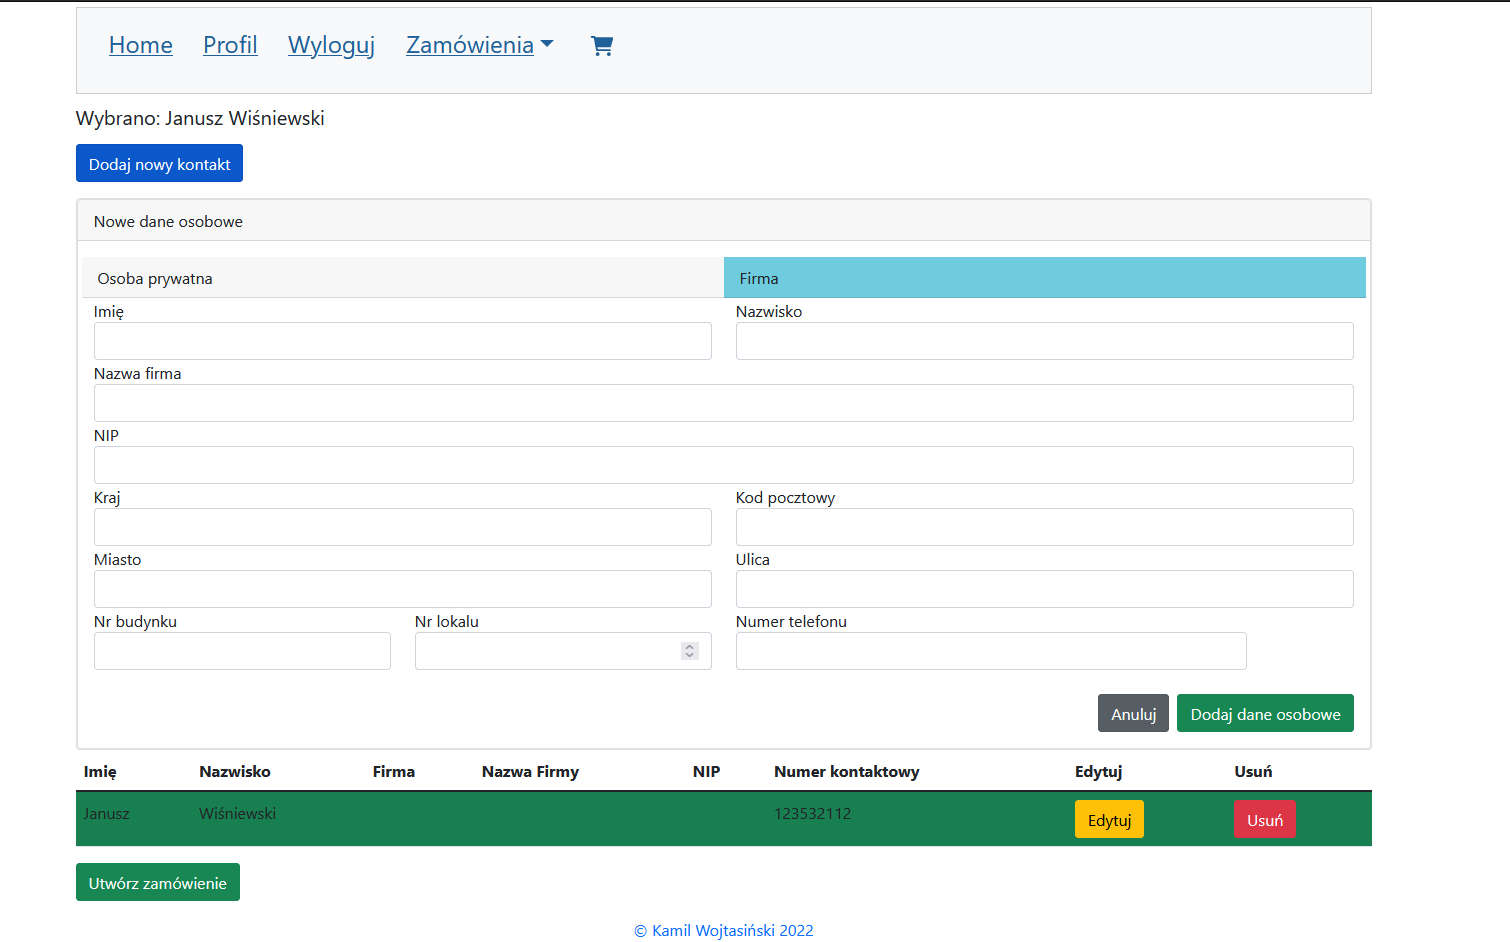 Home Profil Wyloguj Zamówienia
Wybrano: Janusz Wiśniewski
Dodaj nowy kontakt
Nowe dane osobowe
Osoba prywatna Firma
Imię Nazwisko
Nazwa firma
NIP
Kraj Kod pocztowy
Miasto Ulica
Nr budynku Nr lokalu Numer telefonu
Anuluj Dodaj dane osobowe
Imię Nazwisko Firma Nazwa Firmy NIP Numer kontaktowy Edytuj Usuń
Janusz Wiśniewski 123532112 Edytuj Usuń
Utwórz zamówienie
© Kamil Wojtasiński 2022